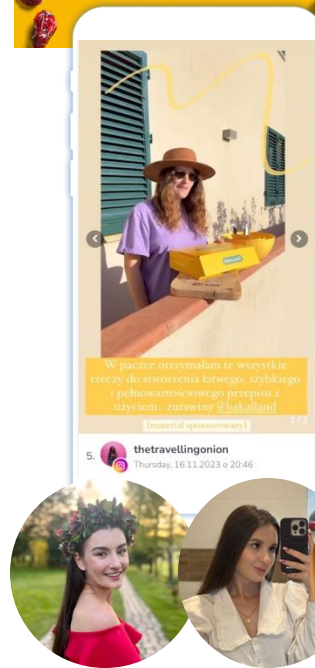 W paczce otrzymałam te wszystkie
rzeczy do stworzenia łatwego, szybkiego
i pełnowartościowego przepisu z
użyciem.. żurawiny @bakalland
1 / 2
[materiał sponsorowany]
5.
thetravellingonion
Thursday, 16.11.2023 o 20:46